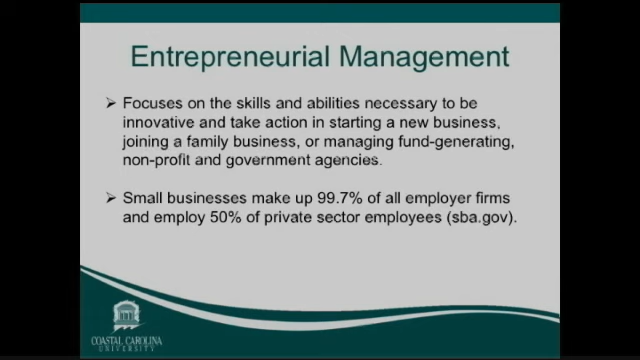 Entrepreneurial Management
➢ Focuses on the skills and abilities necessary to be
innovative and take action in starting a new business,
joining a family business, or managing fund-generating,
non-profit and government agencies.
➢ Small businesses make up 99.7% of all employer firms
and employ 50% of private sector employees (sba.gov).
COASTAL CAROLINA
UNIVERSITY